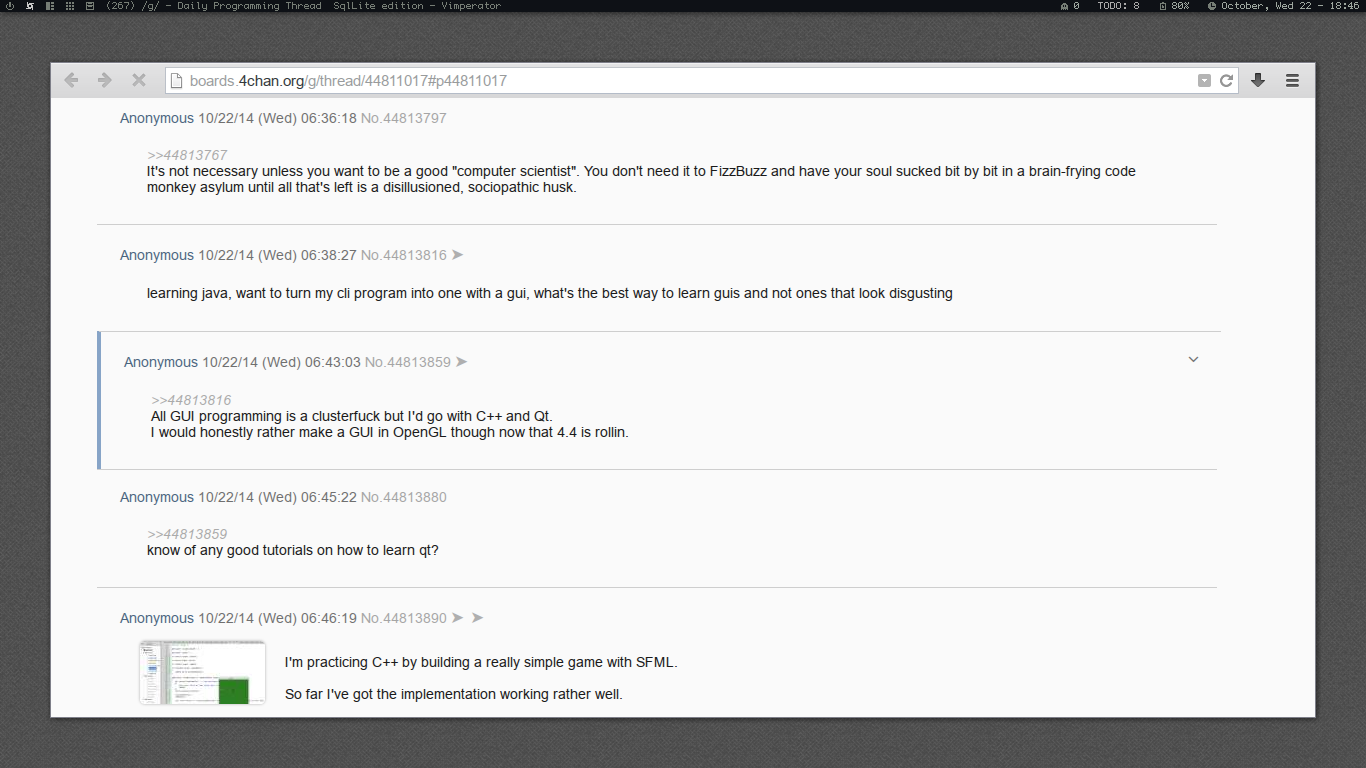 (267) /g/ - Daily Programming Thread  SqlLite edition - Vimperator
0 TODO: 8 80% October, Wed 22 - 18:46
boards.4chan.org/g/thread/44811017#p44811017
Anonymous 10/22/14 (Wed) 06:36:18 No.44813797
>>44813767
It's not necessary unless you want to be a good "computer scientist". You don't need it to FizzBuzz and have your soul sucked bit by bit in a brain-frying code
monkey asylum until all that's left is a disillusioned, sociopathic husk.
Anonymous 10/22/14 (Wed) 06:38:27 No.44813816
learning java, want to turn my cli program into one with a gui, what's the best way to learn guis and not ones that look disgusting
Anonymous 10/22/14 (Wed) 06:43:03 No.44813859
>>44813816
All GUI programming is a clusterfuck but I'd go with C++ and Qt.
I would honestly rather make a GUI in OpenGL though now that 4.4 is rollin.
Anonymous 10/22/14 (Wed) 06:45:22 No.44813880
>>44813859
know of any good tutorials on how to learn qt?
Anonymous 10/22/14 (Wed) 06:46:19 No.44813890
I'm practicing C++ by building a really simple game with SFML.
So far I've got the implementation working rather well.